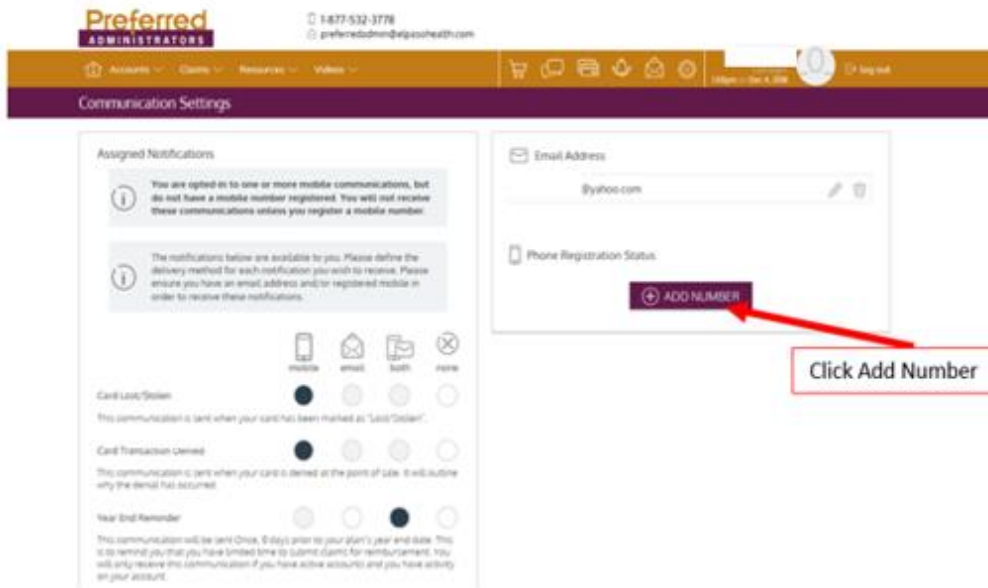 Preferred
ADMINISTRATORS
1-877-532-3778
preferredadmin@elpasohealth.com
Accounts Claims Resources Videos
Log out
Communication Settings
Assigned Notifications
You are opted-in to one or more mobile communications, but
do not have a mobile number registered. You will not receive
these communications unless you register a mobile number.
The notifications below are available to you. Please define the
delivery method for each notification you wish to receive. Please
ensure you have an email address and/or registered mobile in
order to receive these notifications.
mobile email both none
Card Lost/Stolen
This communication is sent when your card has been marked as "Lost/Stolen".
Card Transaction Denied
This communication is sent when your card is denied at the point of sale. It will outline
why the denial has occurred.
Year End Reminder
This communication will be sent Once, 0 days prior to your plan's year end date. This
is to remind you that you have limited time to submit claims for reimbursement. You
will only receive this communication if you have active accounts and you have activity
on your account.
Email Address
@yahoo.com
Phone Registration Status
ADD NUMBER
Click Add Number